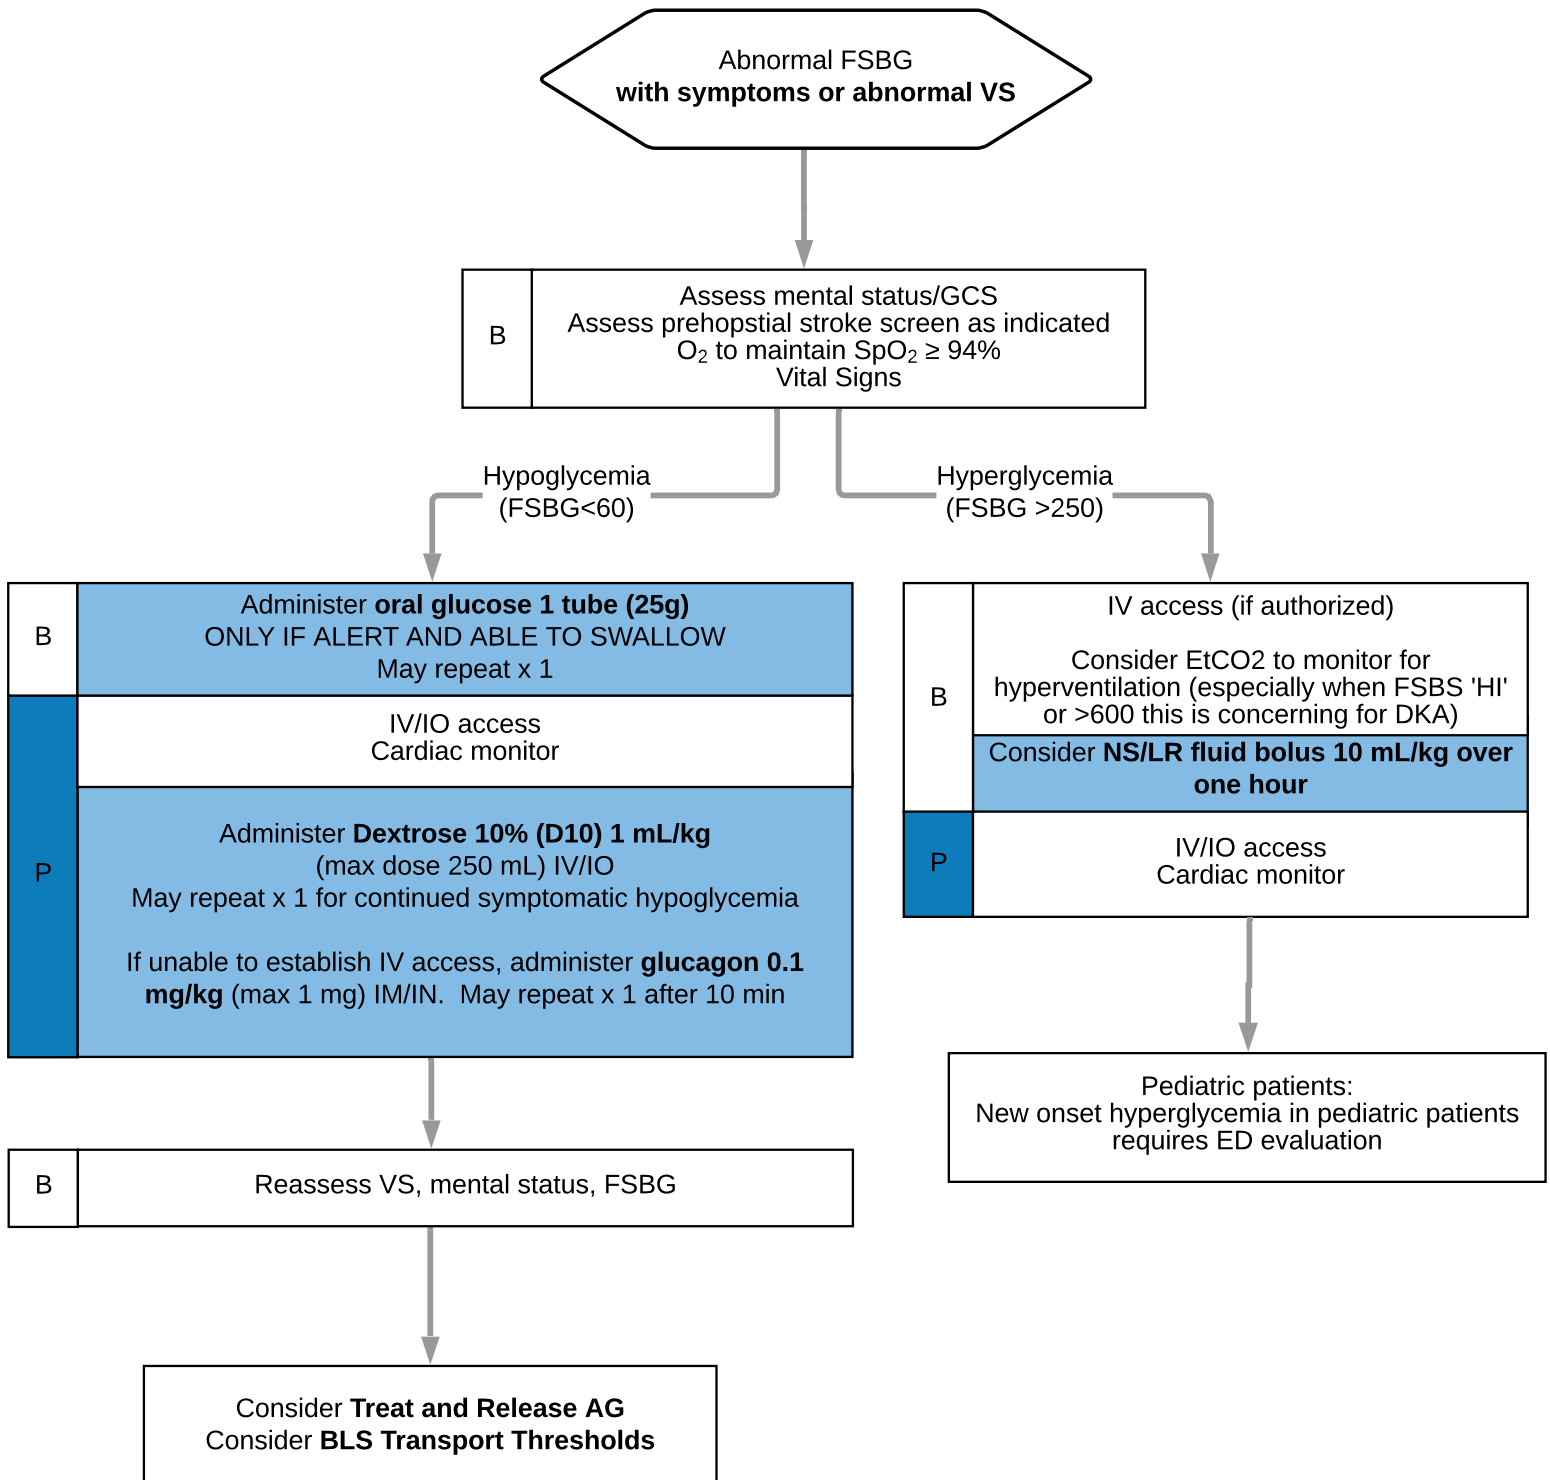 Abnormal FSBG
with symptoms or abnormal VS
B
Assess mental status/GCS
Assess prehopstial stroke screen as indicated
O₂ to maintain SpO₂ ≥ 94%
Vital Signs
Hypoglycemia
(FSBG<60)
Hyperglycemia
(FSBG >250)
B
Administer oral glucose 1 tube (25g)
ONLY IF ALERT AND ABLE TO SWALLOW
May repeat x 1
P
IV/IO access
Cardiac monitor
Administer Dextrose 10% (D10) 1 mL/kg
(max dose 250 mL) IV/IO
May repeat x 1 for continued symptomatic hypoglycemia
If unable to establish IV access, administer glucagon 0.1
mg/kg (max 1 mg) IM/IN.  May repeat x 1 after 10 min
B
Reassess VS, mental status, FSBG
Consider Treat and Release AG
Consider BLS Transport Thresholds
B
IV access (if authorized)
Consider EtCO2 to monitor for
hyperventilation (especially when FSBS 'HI'
or >600 this is concerning for DKA)
Consider NS/LR fluid bolus 10 mL/kg over
one hour
P
IV/IO access
Cardiac monitor
Pediatric patients:
New onset hyperglycemia in pediatric patients
requires ED evaluation